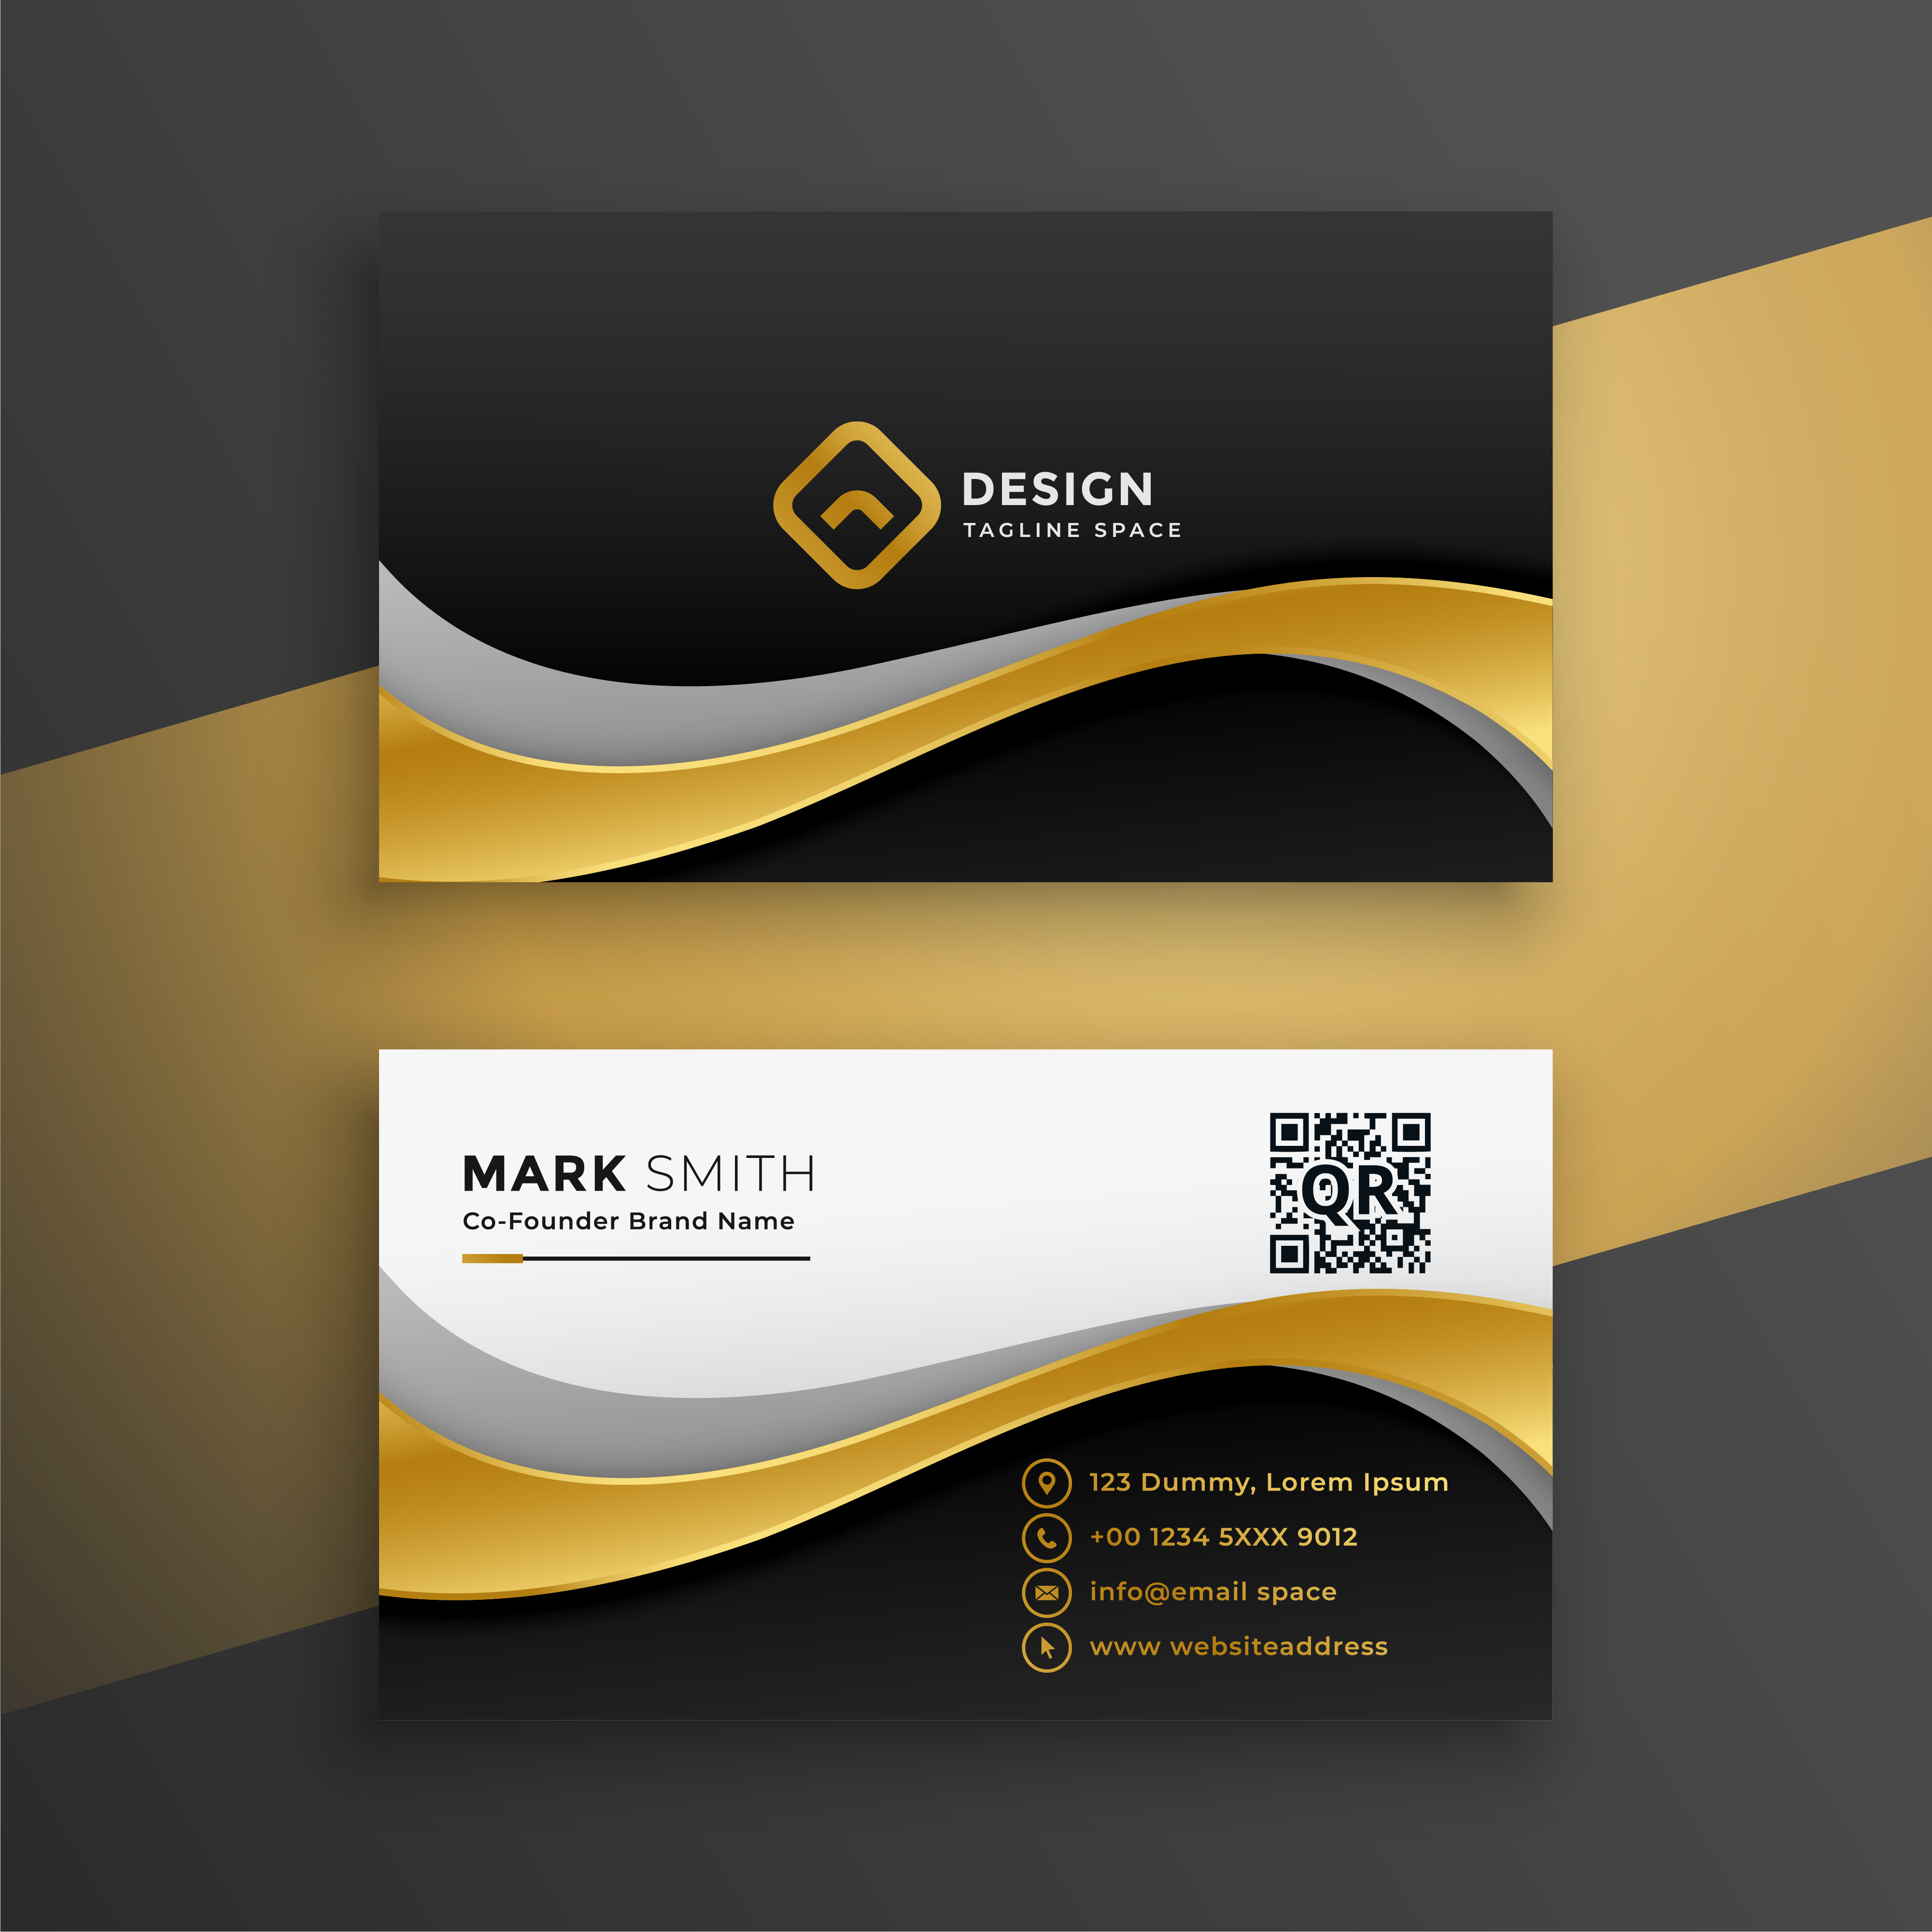 DESIGN
TAGLINE SPACE
MARK SMITH
Co-Founder Brand Name
QR
123 Dummy, Lorem Ipsum
+00 1234 5XXX 9012
info@email space
www websiteaddress